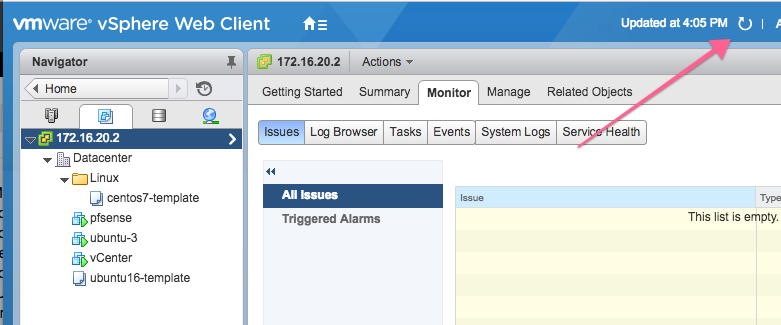 vmware® vSphere Web Client
Updated at 4:05 PM
Navigator
Home
172.16.20.2
Datacenter
Linux
centos7-template
pfsense
ubuntu-3
vCenter
ubuntu16-template
172.16.20.2 Actions
Getting Started Summary Monitor Manage Related Objects
Issues Log Browser Tasks Events System Logs Service Health
All Issues
Triggered Alarms
Issue Type
This list is empty.